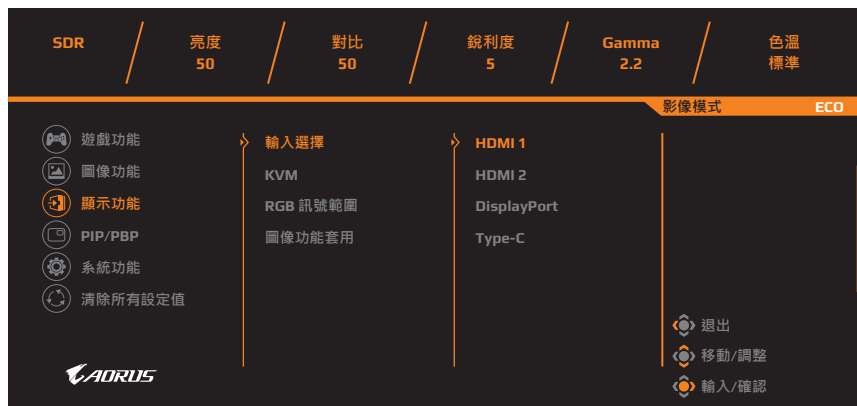 SDR
亮度
50
對比
50
銳利度
5
Gamma
2.2
色溫
標準
影像模式 ECO
遊戲功能
圖像功能
顯示功能
PIP/PBP
系統功能
清除所有設定值
輸入選擇
KVM
RGB 訊號範圍
圖像功能套用
HDMI 1
HDMI 2
DisplayPort
Type-C
退出
移動/調整
輸入/確認
AORUS